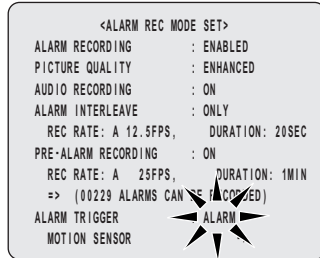 <ALARM REC MODE SET>
ALARM RECORDING : ENABLED
PICTURE QUALITY : ENHANCED
AUDIO RECORDING : ON
ALARM INTERLEAVE : ONLY
REC RATE: A 12.5FPS, DURATION: 20SEC
PRE-ALARM RECORDING : ON
REC RATE: A 25FPS, DURATION: 1MIN
=> (00229 ALARMS CAN BE RECORDED)
ALARM TRIGGER : ALARM
MOTION SENSOR